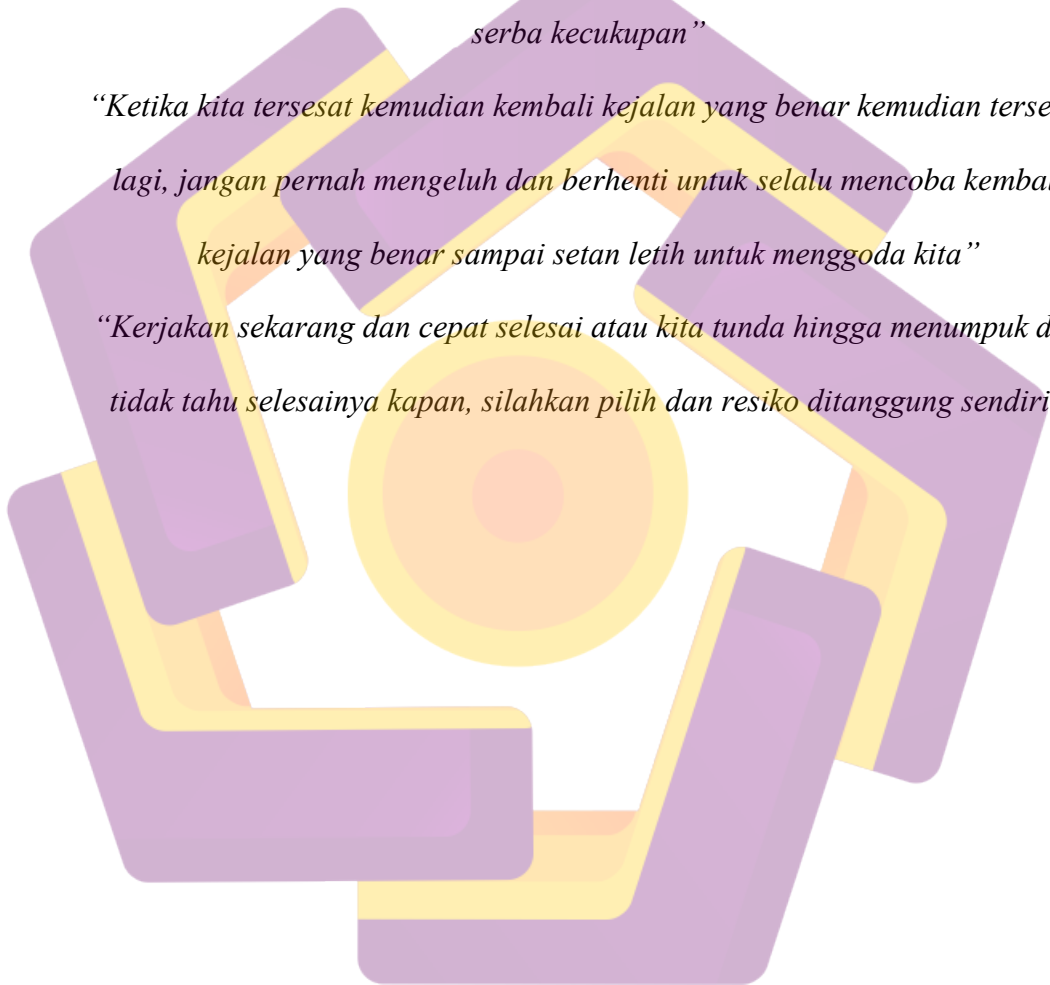 serba kecukupan”
“Ketika kita tersesat kemudian kembali kejalan yang benar kemudian
lagi, jangan pernah mengeluh dan berhenti untuk selalu mencoba
kejalan yang benar sampai setan letih untuk menggoda kita”
“Kerjakan sekarang dan cepat selesai atau kita tunda hingga menumpuk
tidak tahu selesainya kapan, silahkan pilih dan resiko ditanggung sendiri